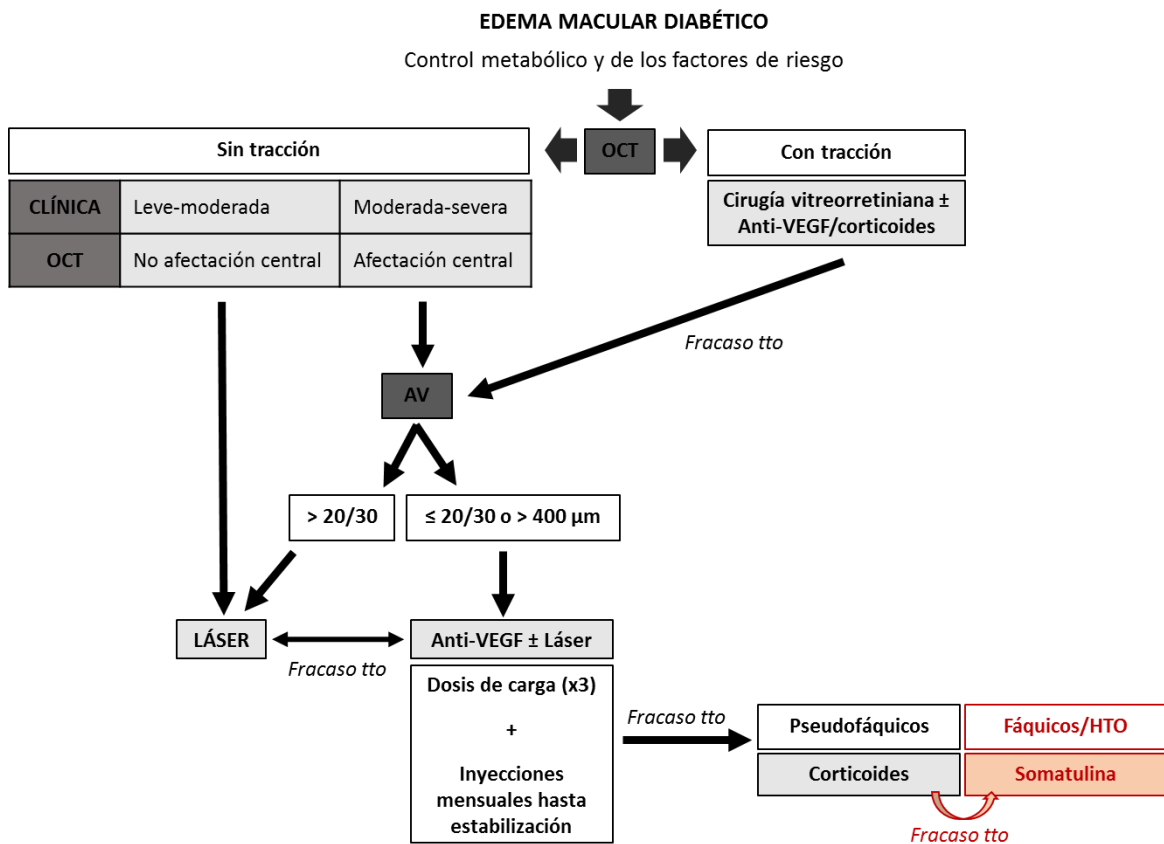 EDEMA MACULAR DIABÉTICO
Control metabólico y de los factores de riesgo
Sin tracción
OCT
Con tracción
CLÍNICA
Leve-moderada
Moderada-severa
OCT
No afectación central
Afectación central
Cirugía vitreorretiniana ±
Anti-VEGF/corticoides
Fracaso tto
AV
> 20/30
≤ 20/30 o > 400 µm
LÁSER
Fracaso tto
Anti-VEGF ± Láser
Dosis de carga (x3)
+
Inyecciones
mensuales hasta
estabilización
Fracaso tto
Pseudofáquicos
Fáquicos/HTO
Corticoides
Somatulina
Fracaso tto